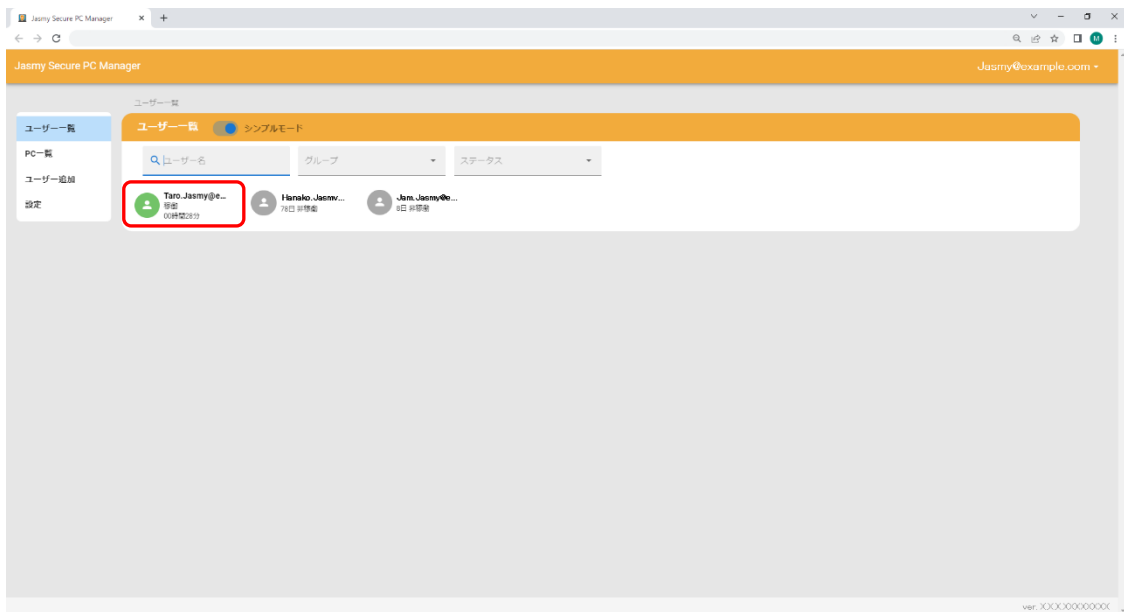 Jasmy Secure PC Manager
M
Jasmy Secure PC Manager
Jasmy@example.com
ユーザー一覧
ユーザー一覧
PC一覧
ユーザー追加
設定
ユーザー一覧 シンプルモード
ユーザー名 グループ ステータス
Taro.Jasmy@e...
稼働
00時間28分
Hanako.Jasmy...
78日 非稼働
Jam.Jasmy@e...
8日 非稼働
ver. XX.XX0000000X